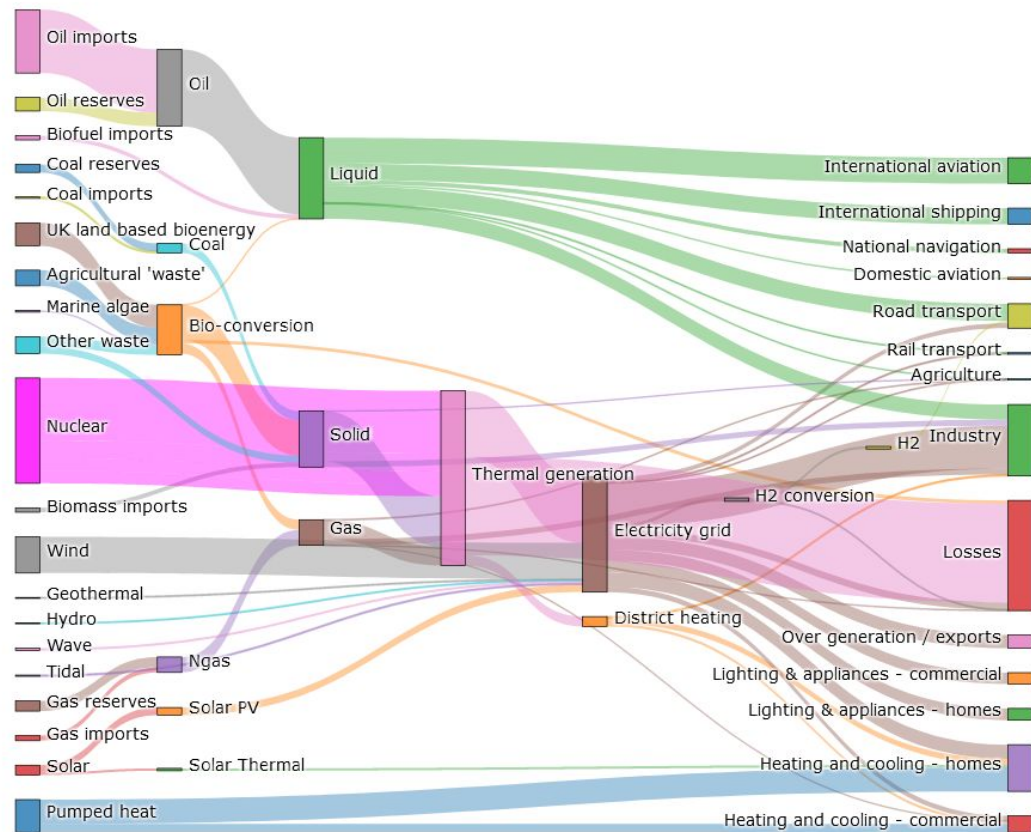 Oil imports
Oil reserves
Biofuel imports
Coal reserves
Coal imports
UK land based bioenergy
Agricultural 'waste'
Marine algae
Other waste
Nuclear
Biomass imports
Wind
Geothermal
Hydro
Wave
Tidal
Gas reserves
Gas imports
Solar
Pumped heat
Oil
Coal
Bio-conversion
Ngas
Solar PV
Solar Thermal
Liquid
Solid
Gas
Thermal generation
Electricity grid
District heating
H2 conversion
H2
International aviation
International shipping
National navigation
Domestic aviation
Road transport
Rail transport
Agriculture
Industry
Losses
Over generation / exports
Lighting & appliances - commercial
Lighting & appliances - homes
Heating and cooling - homes
Heating and cooling - commercial